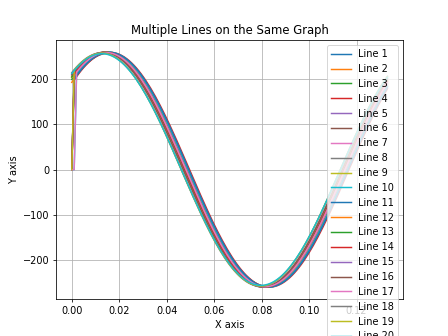 Multiple Lines on the Same Graph
Y axis
200
100
0
−100
−200
0.00
0.02
0.04
0.06
0.08
0.10
X axis
Line 1
Line 2
Line 3
Line 4
Line 5
Line 6
Line 7
Line 8
Line 9
Line 10
Line 11
Line 12
Line 13
Line 14
Line 15
Line 16
Line 17
Line 18
Line 19
Line 20